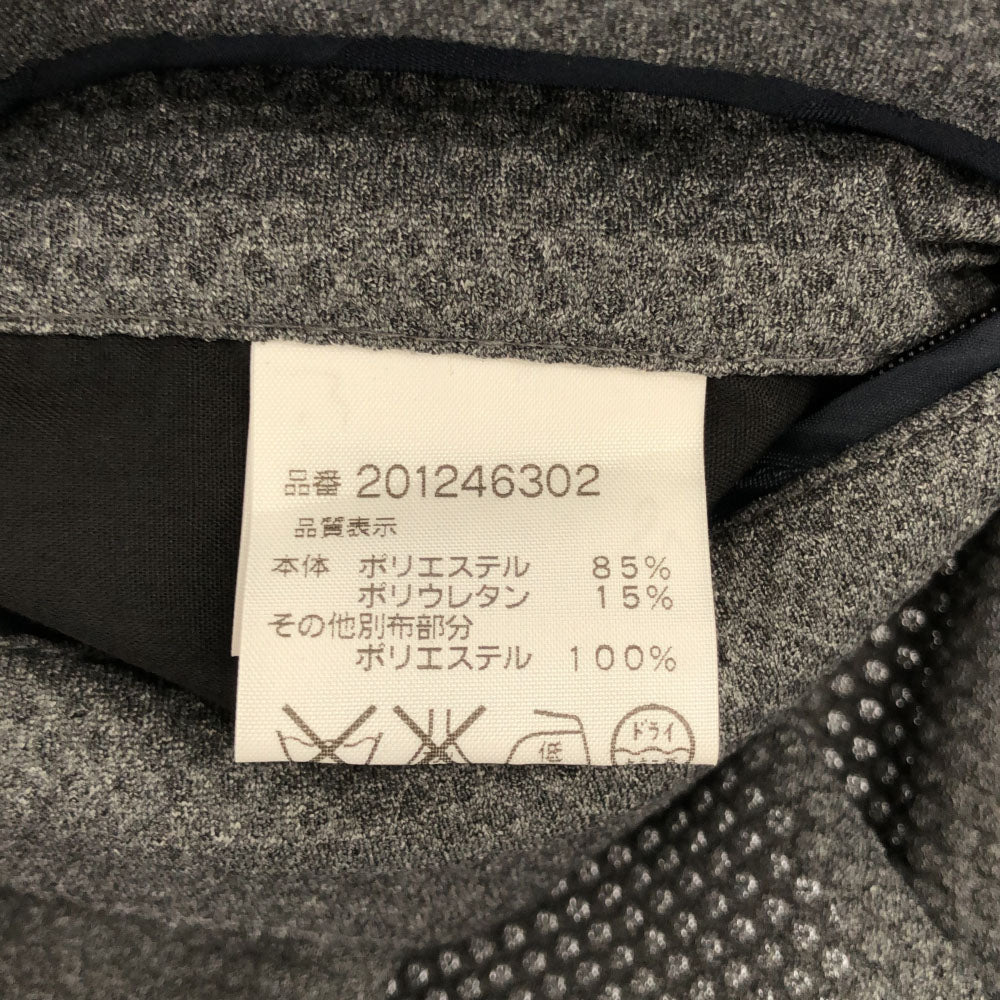 品番 201246302
品質表示
本体 ポリエステル 85%
ポリウレタン 15%
その他別布部分
ポリエステル 100%
低 ドライ